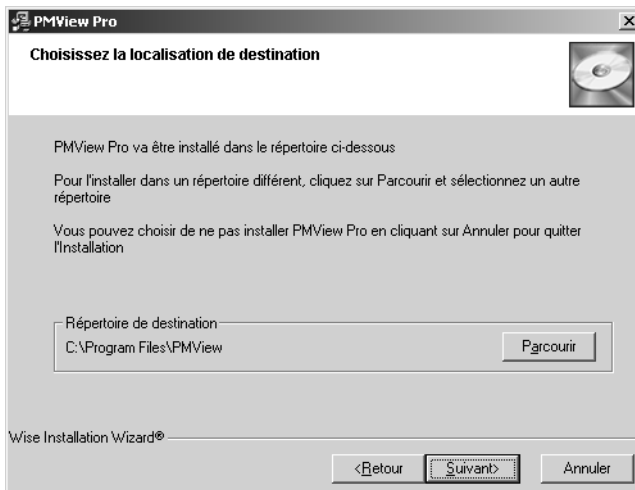 PMView Pro
Choisissez la localisation de destination
PMView Pro va être installé dans le répertoire ci-dessous
Pour l'installer dans un répertoire différent, cliquez sur Parcourir et sélectionnez un autre
répertoire
Vous pouvez choisir de ne pas installer PMView Pro en cliquant sur Annuler pour quitter
l'Installation
Répertoire de destination
C:\Program Files\PMView
Parcourir
Wise Installation Wizard®
<Retour
Suivant>
Annuler